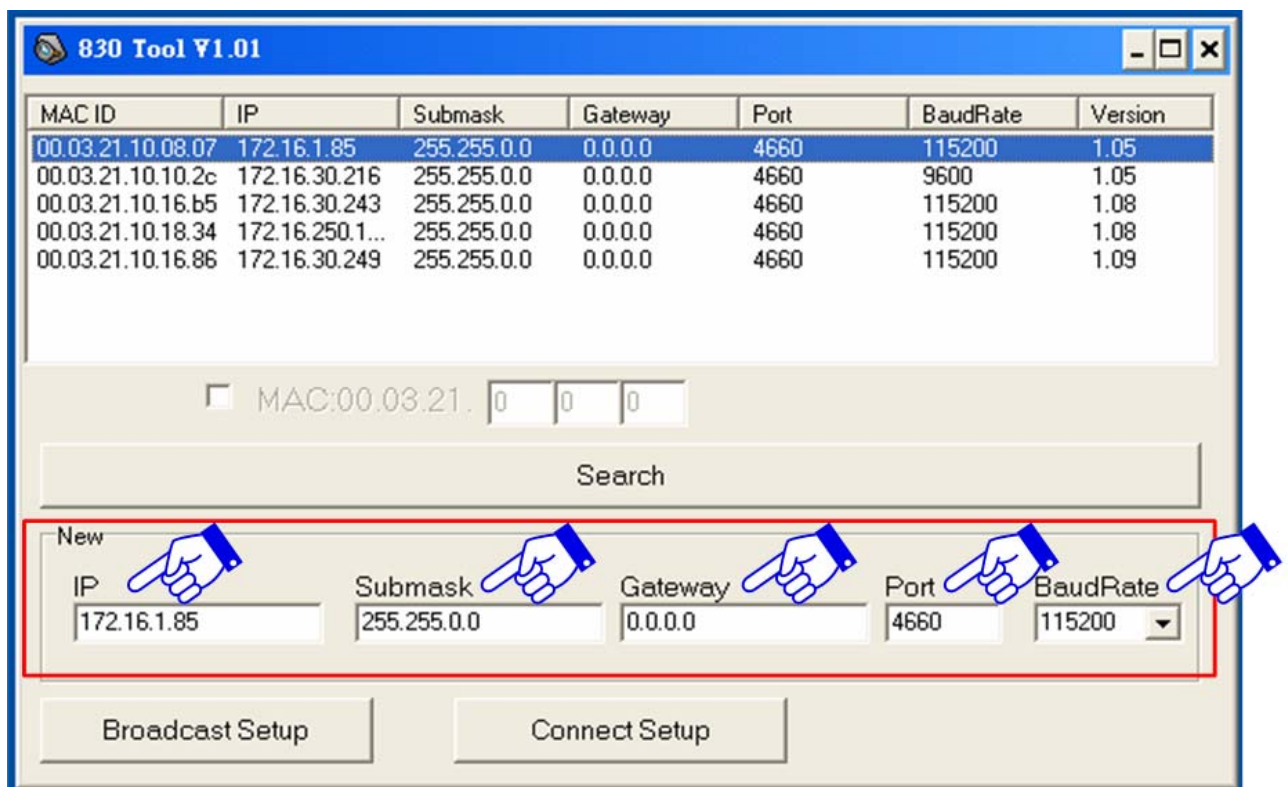 830 Tool V1.01
MAC ID IP Submask Gateway Port BaudRate Version
00.03.21.10.08.07 172.16.1.85 255.255.0.0 0.0.0.0 4660 115200 1.05
00.03.21.10.10.2c 172.16.30.216 255.255.0.0 0.0.0.0 4660 9600 1.05
00.03.21.10.16.b5 172.16.30.243 255.255.0.0 0.0.0.0 4660 115200 1.08
00.03.21.10.18.34 172.16.250.1... 255.255.0.0 0.0.0.0 4660 115200 1.08
00.03.21.10.16.86 172.16.30.249 255.255.0.0 0.0.0.0 4660 115200 1.09
MAC:00.03.21. 0 0 0
Search
New
IP Submask Gateway Port BaudRate
172.16.1.85 255.255.0.0 0.0.0.0 4660 115200
Broadcast Setup Connect Setup